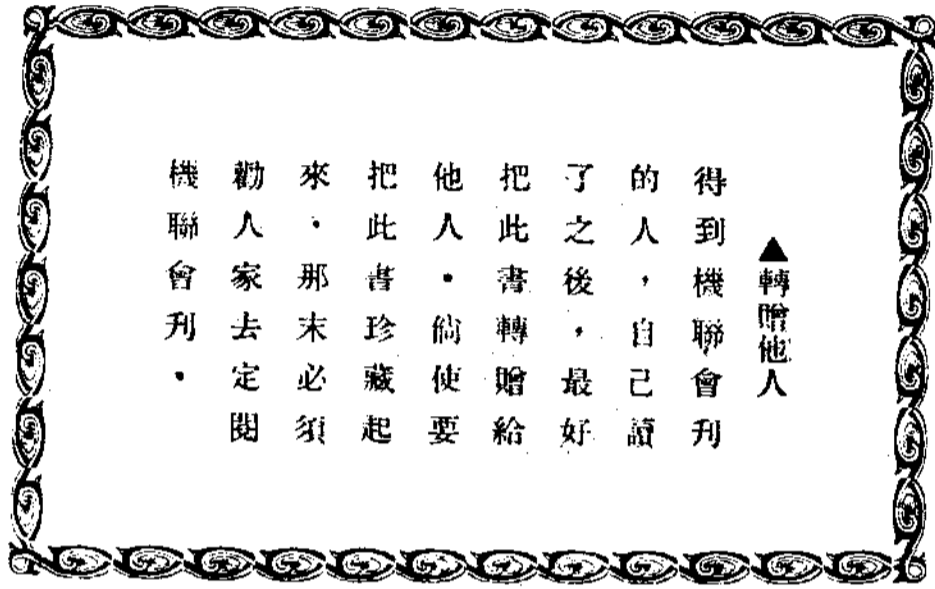 ▲轉贈他人
得到機聯會刊
的人，自己讀
了之後，最好
把此書轉贈給
他人．倘使要
把此書珍藏起
來．那末必須
勸人家去定閱
機聯會刊．